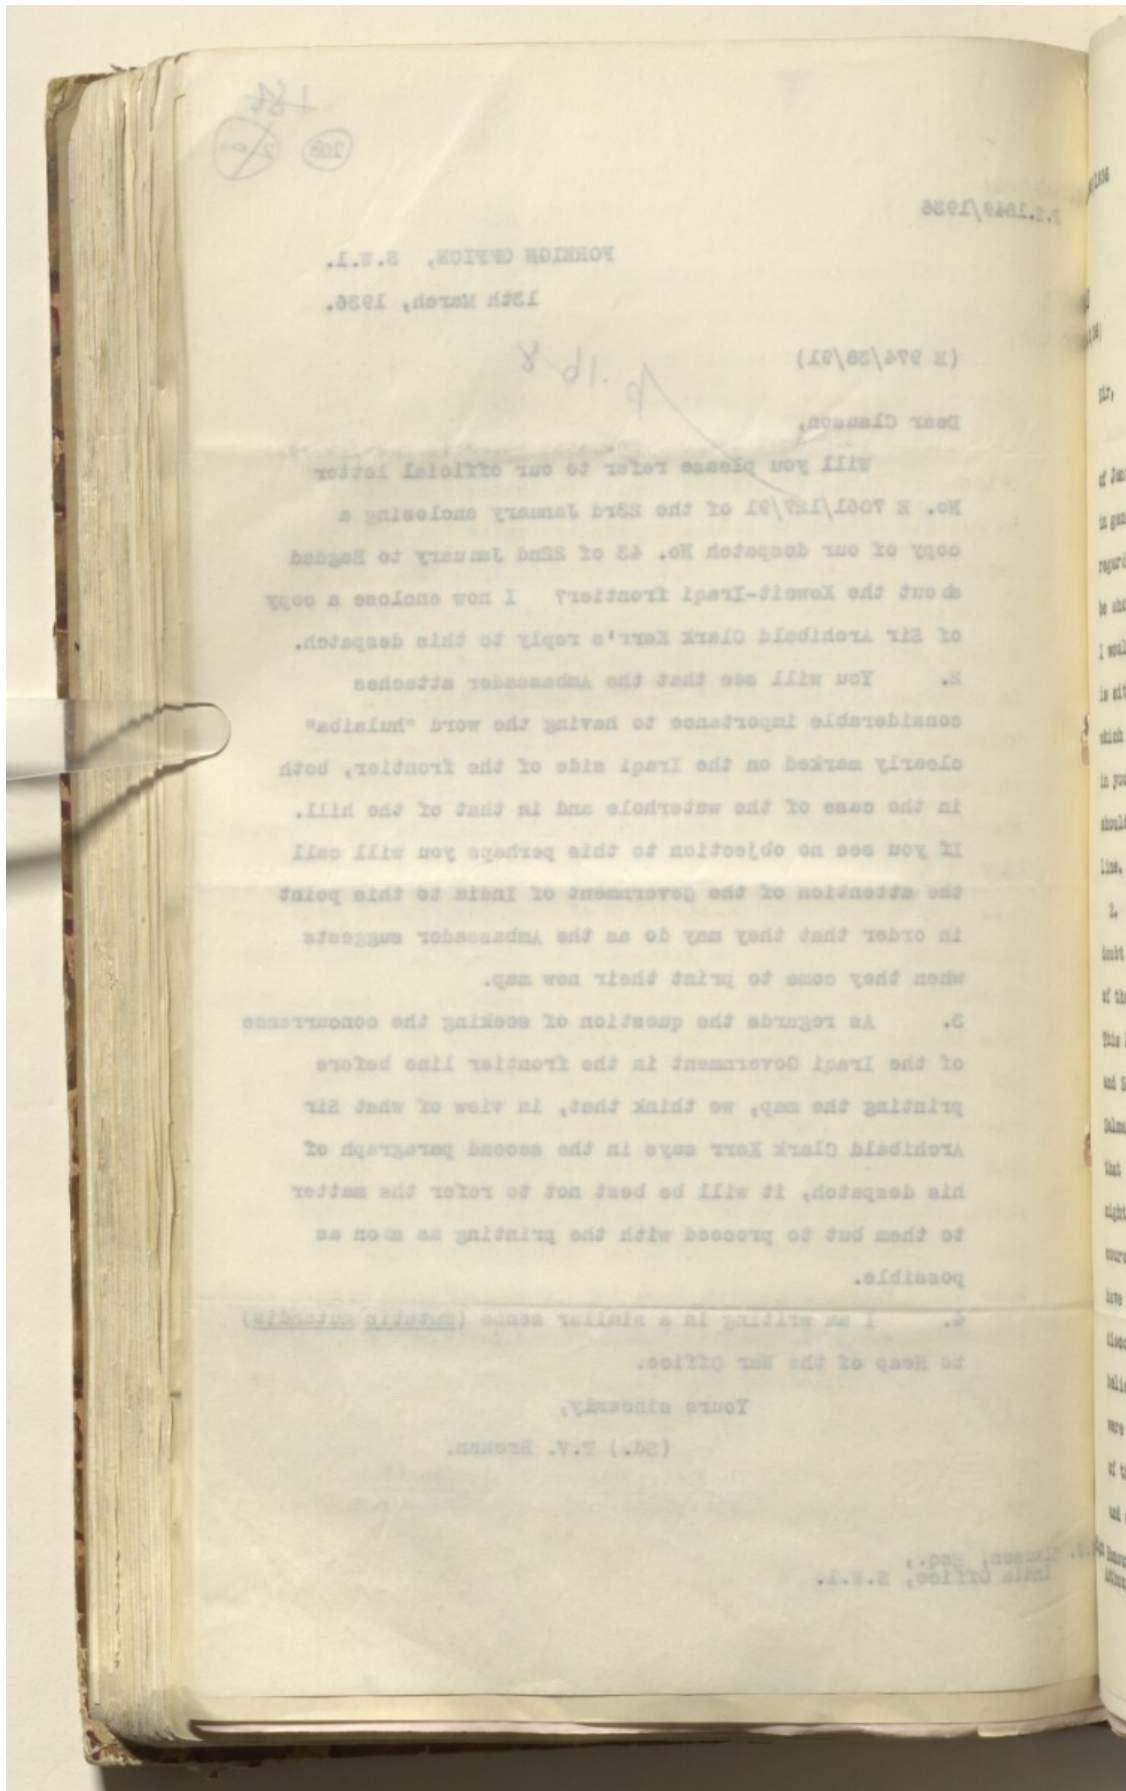 186
202
P.Z.1849/1936
FOREIGN OFFICE, S.W.1.
13th March, 1936.
(E 974/38/91)
p. 168
Dear Clauson,
Will you please refer to our official letter
No. E 7061/127/91 of the 23rd January enclosing a
copy of our despatch No. 43 of 22nd January to Bagdad
about the Koweit-Iraqi frontier? I now enclose a copy
of Sir Archibald Clark Kerr's reply to this despatch.
2. You will see that the Ambassador attaches
considerable importance to having the word "hulaiba"
clearly marked on the Iraqi side of the frontier, both
in the case of the waterhole and in that of the hill.
If you see no objection to this perhaps you will call
the attention of the Government of India to this point
in order that they may do as the Ambassador suggests
when they come to print their now map.
3. As regards the question of seeking the concurrence
of the Iraqi Government in the frontier line before
printing the map, we think that, in view of what Sir
Archibald Clark Kerr says in the second paragraph of
his despatch, it will be best not to refer the matter
to them but to proceed with the printing as soon as
possible.
4. I am writing in a similar sense (mutatis mutandis)
to Heap of the War Office.
Yours sincerely,
(Sd.) T.V. Brenan.
Clauson, Esq.,
India Office, S.W.1.